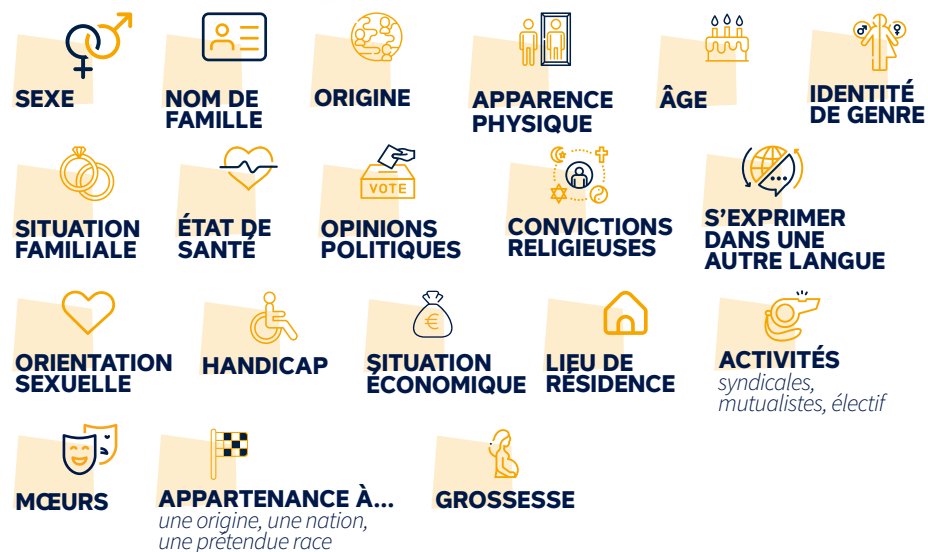 SEXE
NOM DE
FAMILLE
ORIGINE
APPARENCE
PHYSIQUE
ÂGE
IDENTITÉ
DE GENRE
SITUATION
FAMILIALE
ÉTAT DE
SANTÉ
VOTE
OPINIONS
POLITIQUES
CONVICTIONS
RELIGIEUSES
S’EXPRIMER
DANS UNE
AUTRE LANGUE
ORIENTATION
SEXUELLE
HANDICAP
€
SITUATION
ÉCONOMIQUE
LIEU DE
RÉSIDENCE
ACTIVITÉS
syndicales,
mutualistes, électif
MŒURS
APPARTENANCE À...
une origine, une nation,
une prétendue race
GROSSESSE